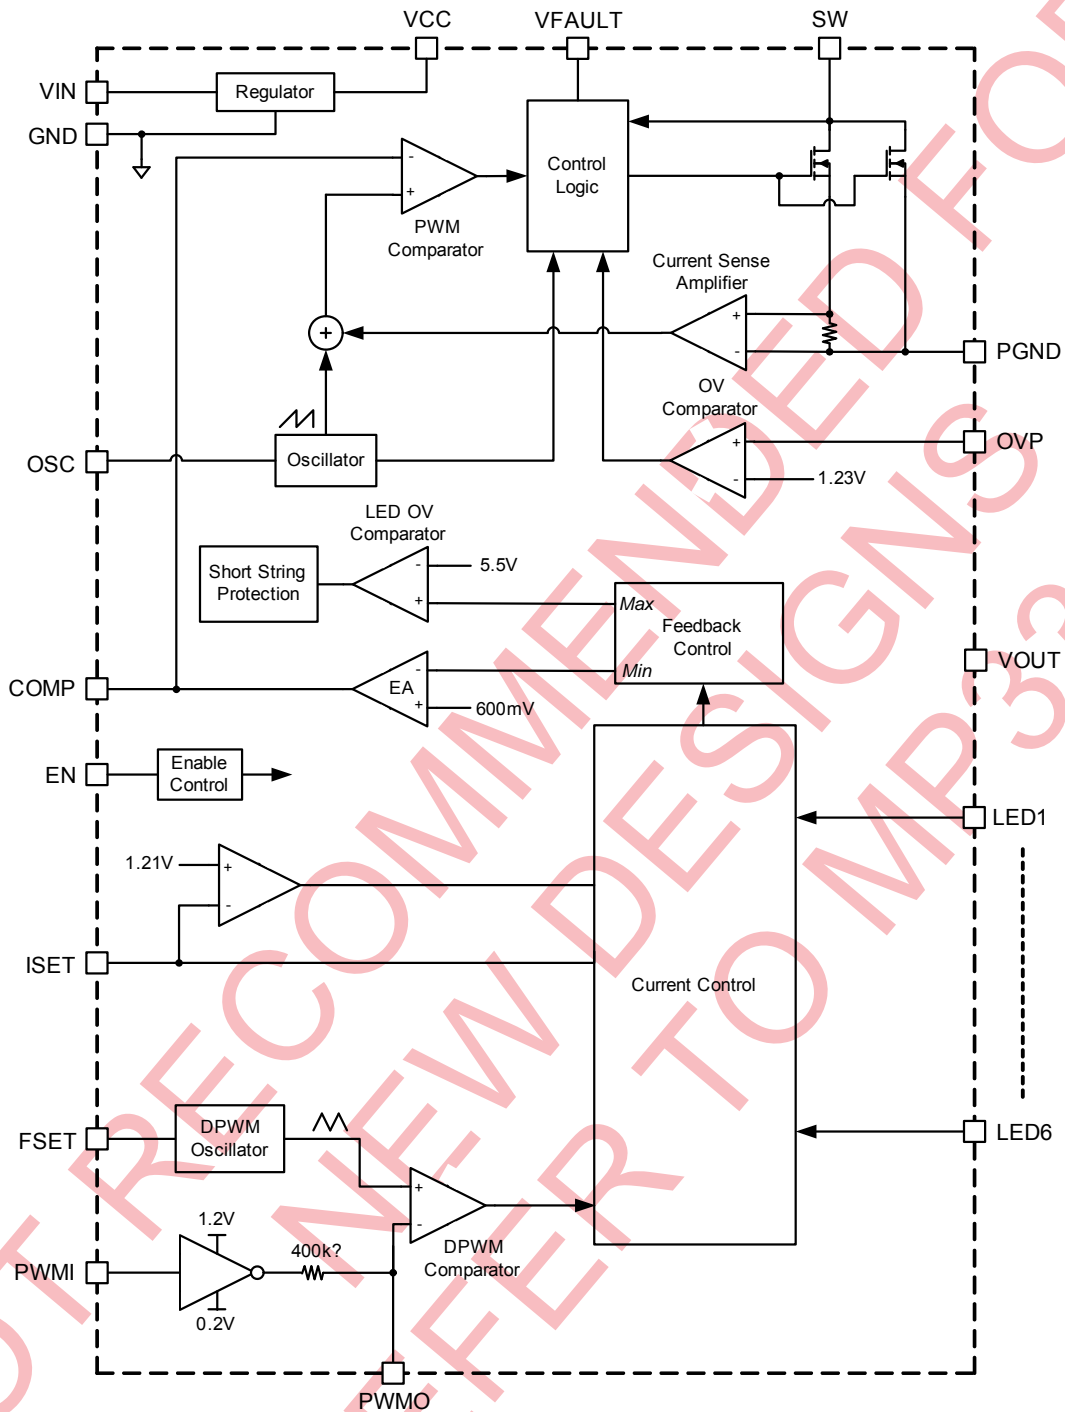 VCC
VFAULT
SW
VIN
Regulator
GND
-
+
PWM
Comparator
Control
Logic
Current Sense
Amplifier
+
-
+
PGND
OV
Comparator
+
-
1.23V
OVP
OSC
Oscillator
LED OV
Comparator
Short String
Protection
-
+
5.5V
Max
Feedback
Control
Min
VOUT
COMP
EA
-
+
600mV
EN
Enable
Control
LED1
1.21V
+
-
ISET
Current Control
FSET
DPWM
Oscillator
LED6
+
-
DPWM
Comparator
1.2V
400k?
PWMI
0.2V
PWMO
OT RECOMMENDED FOR
NEW DESIGNS
EFER TO MP33